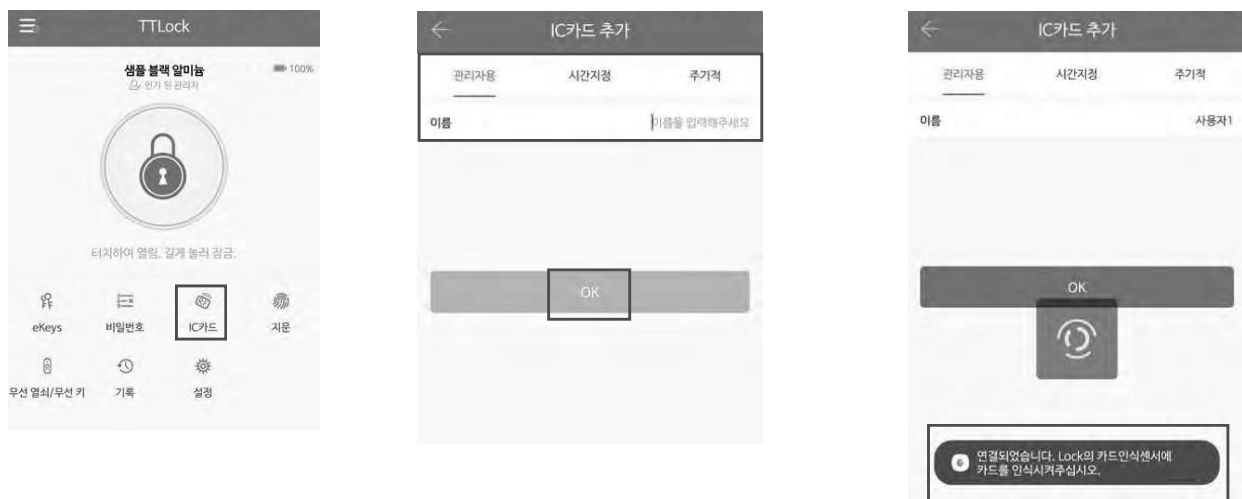 TTLock
샘플 블랙 알미늄
100%
인가 된 관리자
터치하여 열림, 길게 눌러 잠금.
eKeys
비밀번호
IC카드
지문
무선 열쇠/무선 키
기록
설정
IC카드 추가
관리자용
시간지정
주기적
이름
이름을 입력해주세요
OK
IC카드 추가
관리자용
시간지정
주기적
이름
사용자1
OK
연결되었습니다. Lock의 카드인식센서에
카드를 인식시켜주십시오.